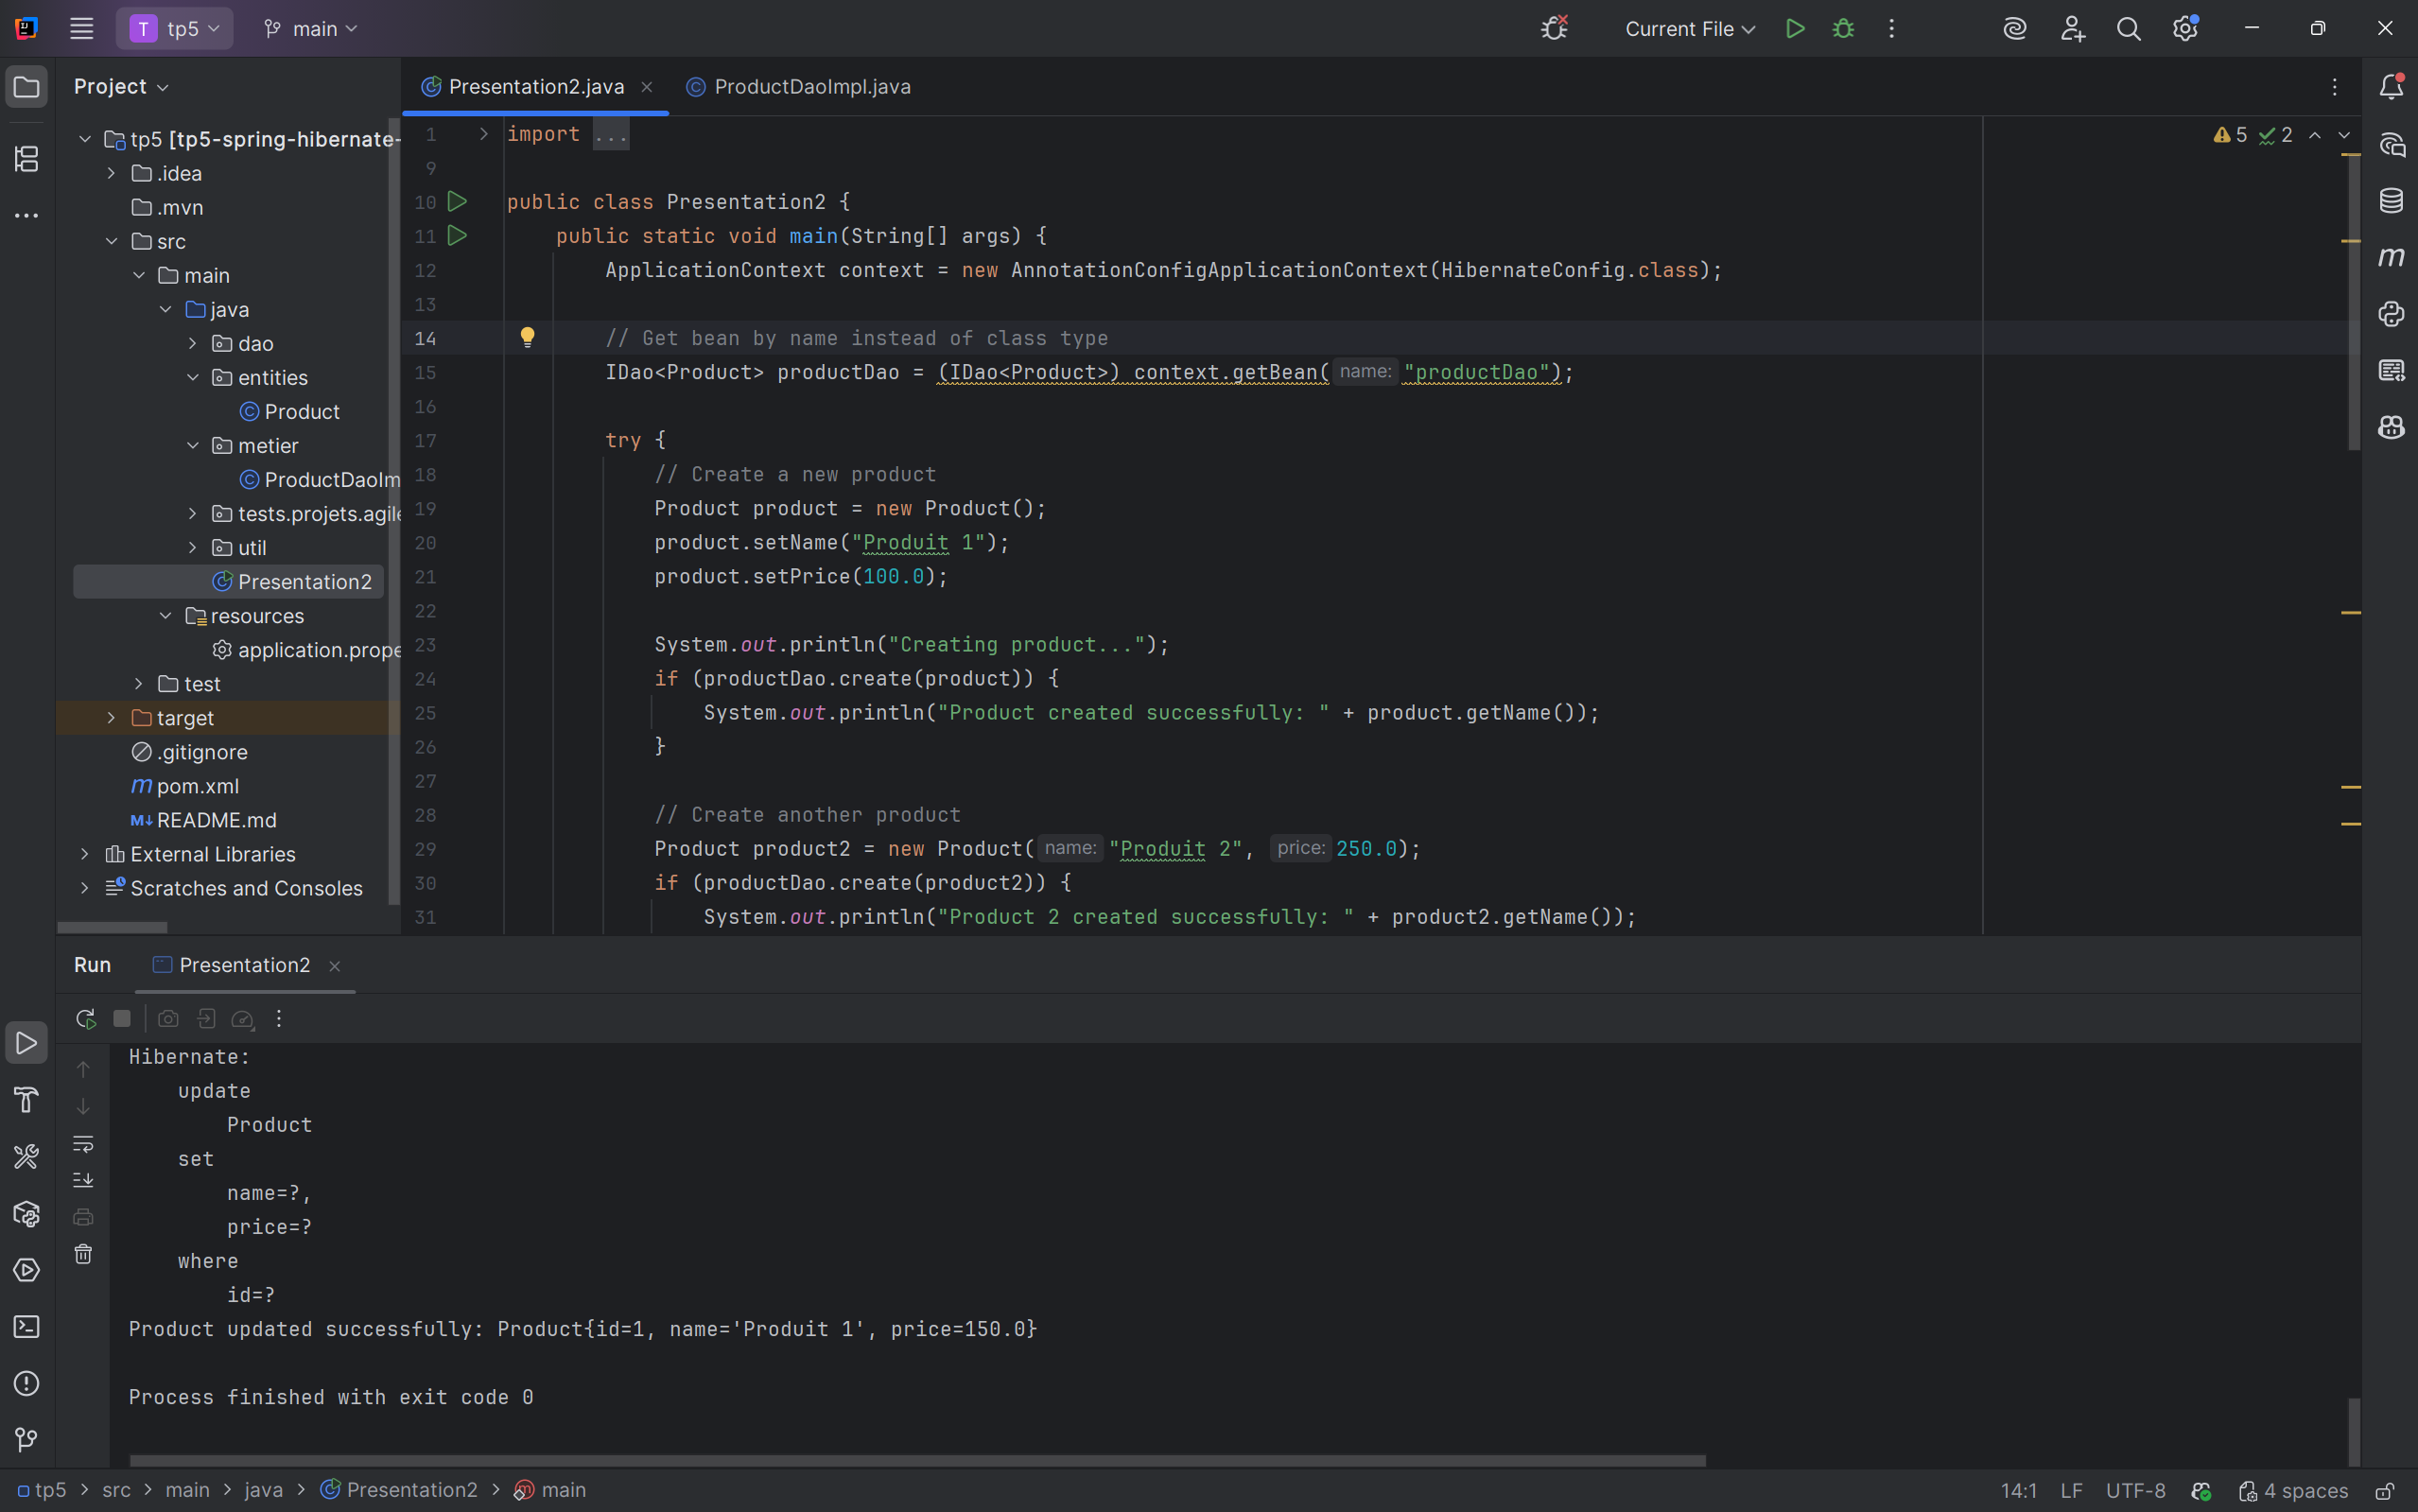 T tp5 main Current File
Project
Presentation2.java
ProductDaoImpl.java
tp5 [tp5-spring-hibernate-
.idea
.mvn
src
main
java
dao
entities
Product
metier
ProductDaoIm
tests.projets.agile
util
Presentation2
resources
application.prope
test
target
.gitignore
pom.xml
README.md
External Libraries
Scratches and Consoles
5 2
1 import ...
9
10 public class Presentation2 {
11 public static void main(String[] args) {
12 ApplicationContext context = new AnnotationConfigApplicationContext(HibernateConfig.class);
13
14 // Get bean by name instead of class type
15 IDao<Product> productDao = (IDao<Product>) context.getBean( name: "productDao");
16
17 try {
18 // Create a new product
19 Product product = new Product();
20 product.setName("Produit 1");
21 product.setPrice(100.0);
22
23 System.out.println("Creating product...");
24 if (productDao.create(product)) {
25 System.out.println("Product created successfully: " + product.getName());
26 }
27
28 // Create another product
29 Product product2 = new Product( name: "Produit 2", price: 250.0);
30 if (productDao.create(product2)) {
31 System.out.println("Product 2 created successfully: " + product2.getName());
Run Presentation2
Hibernate:
update
Product
set
name=?,
price=?
where
id=?
Product updated successfully: Product{id=1, name='Produit 1', price=150.0}
Process finished with exit code 0
tp5 > src > main > java > Presentation2 > main 14:1 LF UTF-8 4 spaces